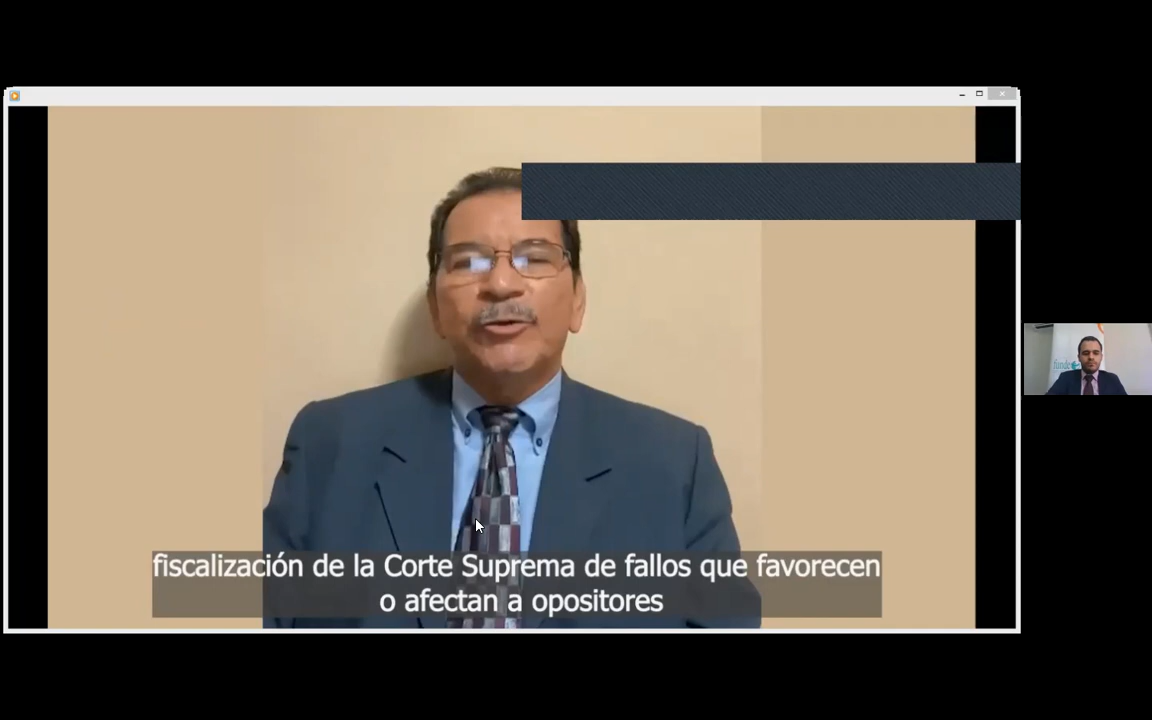 fiscalización de la Corte Suprema de fallos que favorecen
o afectan a opositores